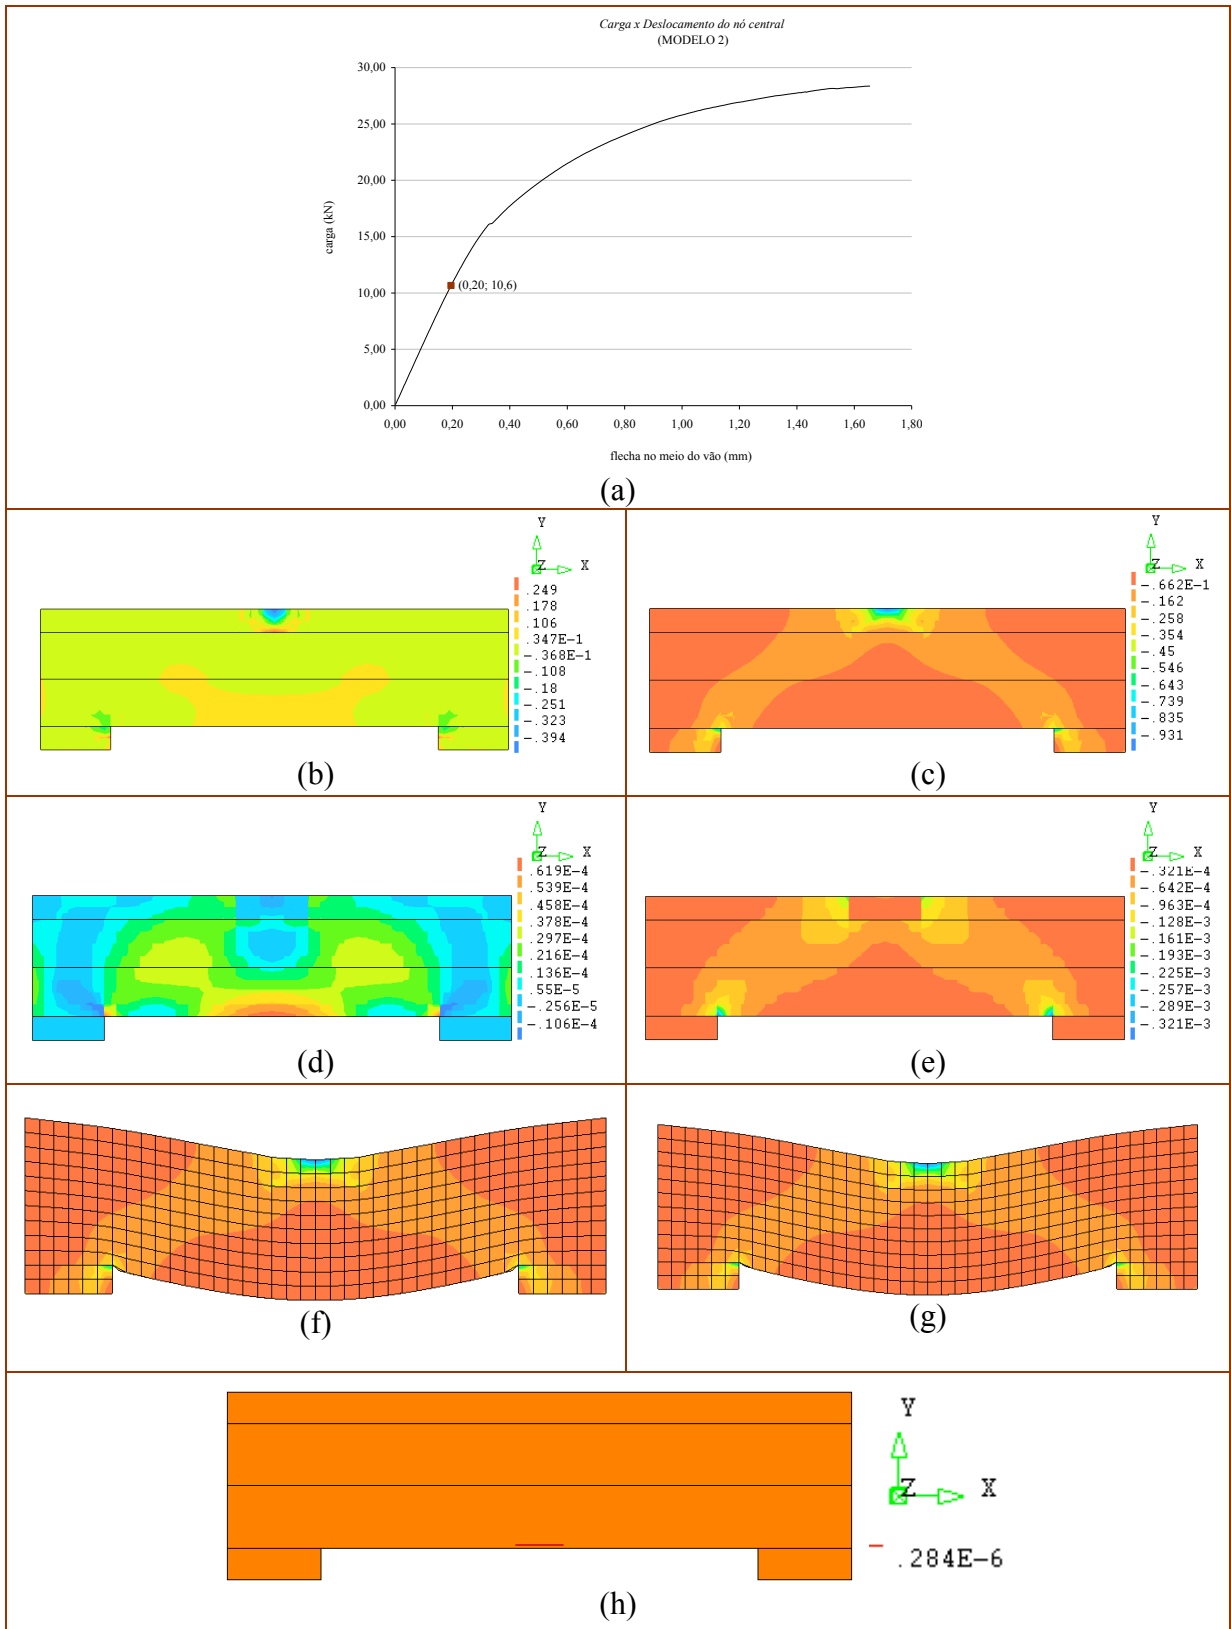 Carga x Deslocamento do nó central
(MODELO 2)
30,00
25,00
20,00
15,00
10,00
5,00
0,00
carga (kN)
(0,20; 10,6)
0,00 0,20 0,40 0,60 0,80 1,00 1,20 1,40 1,60 1,80
flecha no meio do vão (mm)
(a)
Y
Z X
.249
.178
.106
.347E-1
-.368E-1
-.108
-.18
-.251
-.323
-.394
(b)
Y
Z X
-.662E-1
-.162
-.258
-.354
-.45
-.546
-.643
-.739
-.835
-.931
(c)
Y
Z X
.619E-4
.539E-4
.458E-4
.378E-4
.297E-4
.216E-4
.136E-4
.55E-5
-.256E-5
-.106E-4
(d)
Y
Z X
-.321E-4
-.642E-4
-.963E-4
-.128E-3
-.161E-3
-.193E-3
-.225E-3
-.257E-3
-.289E-3
-.321E-3
(e)
(f)
(g)
Y
Z X
.284E-6
(h)